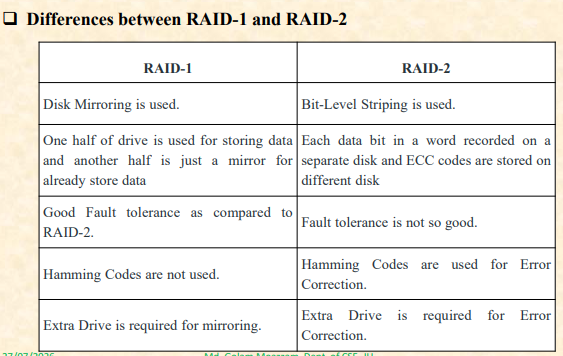 ❑ Differences between RAID-1 and RAID-2
RAID-1
RAID-2
Disk Mirroring is used.
Bit-Level Striping is used.
One half of drive is used for storing data
and another half is just a mirror for
already store data
Each data bit in a word recorded on a
separate disk and ECC codes are stored on
different disk
Good Fault tolerance as compared to
RAID-2.
Fault tolerance is not so good.
Hamming Codes are not used.
Hamming Codes are used for Error
Correction.
Extra Drive is required for mirroring.
Extra Drive is required for Error
Correction.